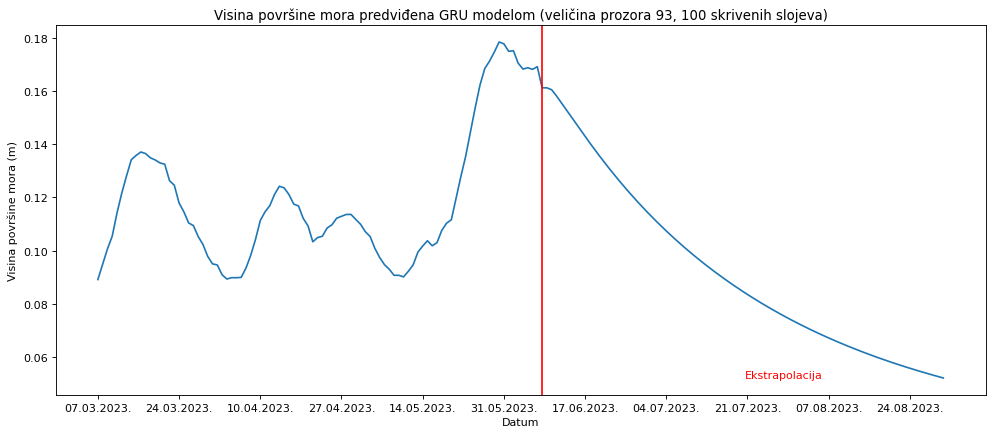 Visina površine mora predviđena GRU modelom (veličina prozora 93, 100 skrivenih slojeva)
Visina površine mora (m)
0.18
0.16
0.14
0.12
0.10
0.08
0.06
Ekstrapolacija
07.03.2023. 24.03.2023. 10.04.2023. 27.04.2023. 14.05.2023. 31.05.2023. 17.06.2023. 04.07.2023. 21.07.2023. 07.08.2023. 24.08.2023.
Datum